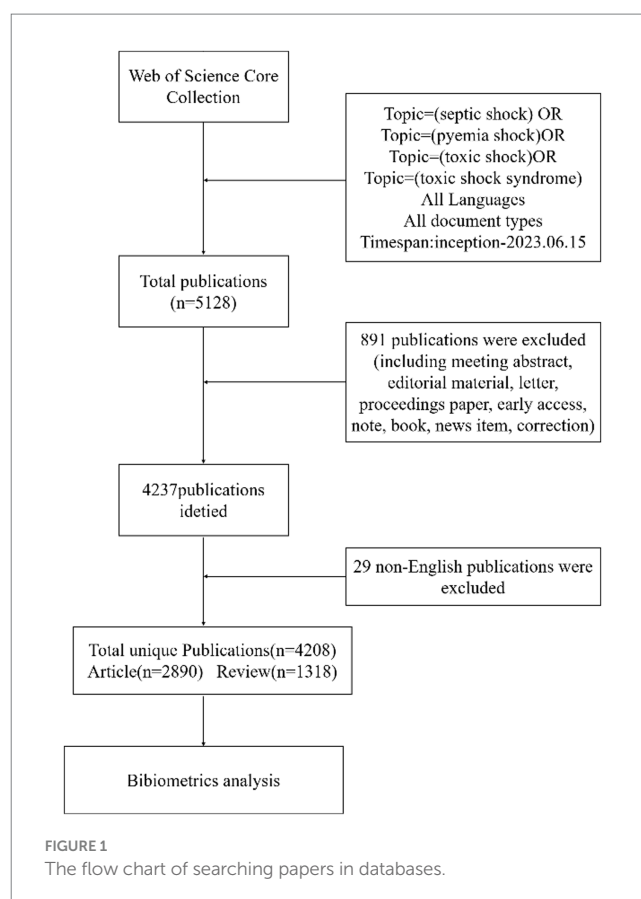 Web of Science Core
Collection
Topic=(septic shock) OR
Topic=(pyemia shock)OR
Topic=(toxic shock)OR
Topic=(toxic shock syndrome)
All Languages
All document types
Timespan:inception-2023.06.15
Total publications
(n=5128)
891 publications were excluded
(including meeting abstract,
editorial material, letter,
proceedings paper, early access,
note, book, news item, correction)
4237publications
idetied
29 non-English publications were
excluded
Total unique Publications(n=4208)
Article(n=2890) Review(n=1318)
Bibiometrics analysis
FIGURE 1
The flow chart of searching papers in databases.